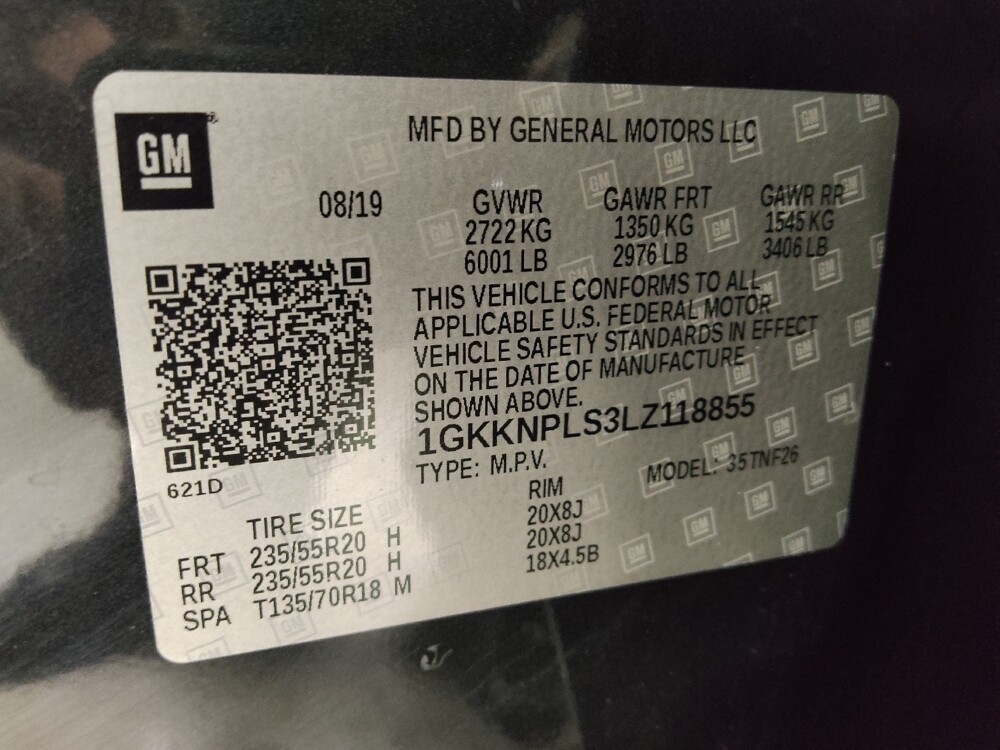 GM
MFD BY GENERAL MOTORS LLC
08/19 GVWR GAWR FRT GAWR RR
2722 KG 1350 KG 1545 KG
6001 LB 2976 LB 3406 LB
THIS VEHICLE CONFORMS TO ALL
APPLICABLE U.S. FEDERAL MOTOR
VEHICLE SAFETY STANDARDS IN EFFECT
ON THE DATE OF MANUFACTURE
SHOWN ABOVE.
1GKKNPLS3LZ118855
TYPE: M.P.V. MODEL: 35TNF26
621D
TIRE SIZE RIM
FRT 235/55R20 H 20X8J
RR 235/55R20 H 20X8J
SPA T135/70R18 M 18X4.5B